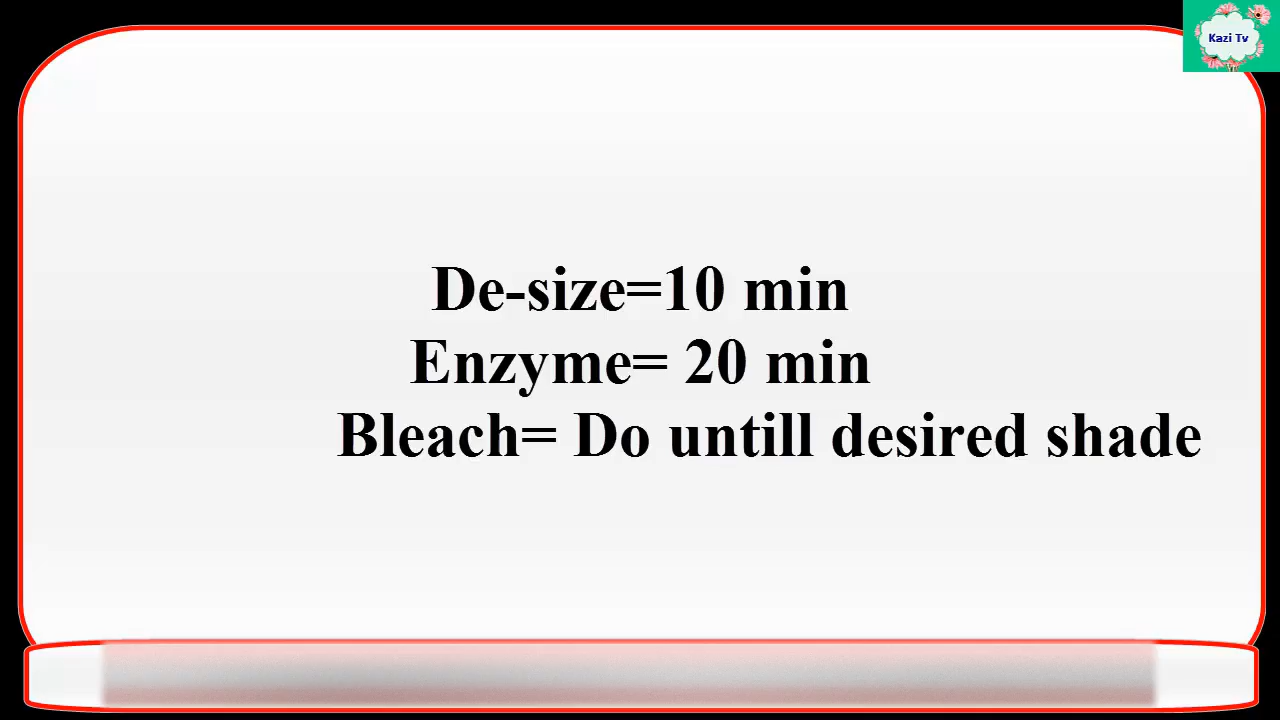 Kazi Tv
De-size=10 min
Enzyme= 20 min
Bleach= Do untill desired shade